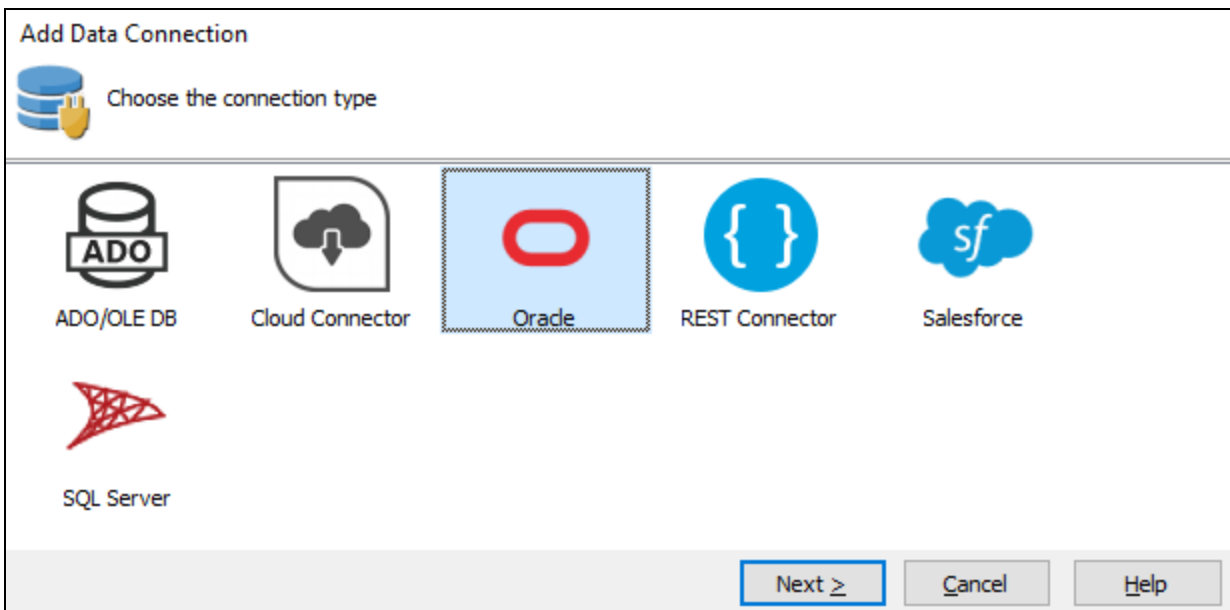 Add Data Connection
Choose the connection type
ADO
sf
{ }
ADO/OLE DB Cloud Connector Oracle REST Connector Salesforce
SQL Server
Next > Cancel Help